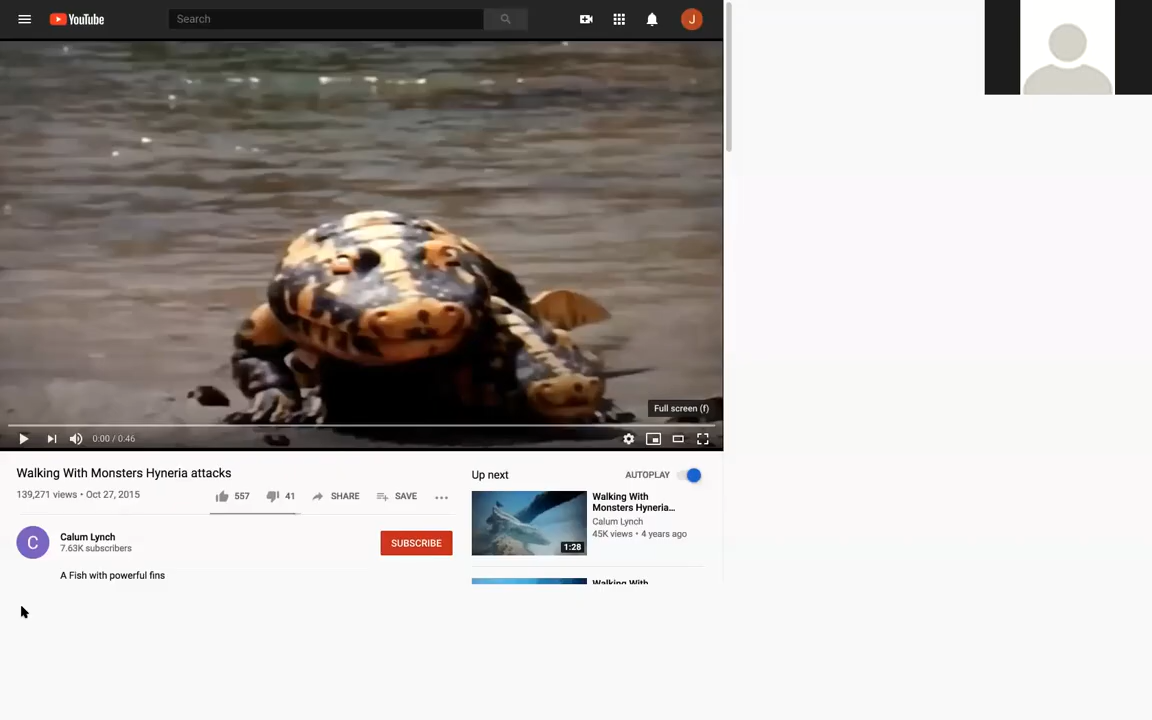 YouTube
Search
J
Full screen (f)
0:00 / 0:46
Walking With Monsters Hyneria attacks
139,271 views • Oct 27, 2015
557
41
SHARE
SAVE
C
Calum Lynch
7.63K subscribers
SUBSCRIBE
A Fish with powerful fins
Up next
AUTOPLAY
1:28
Walking With
Monsters Hyneria...
Calum Lynch
45K views • 4 years ago
Walking With